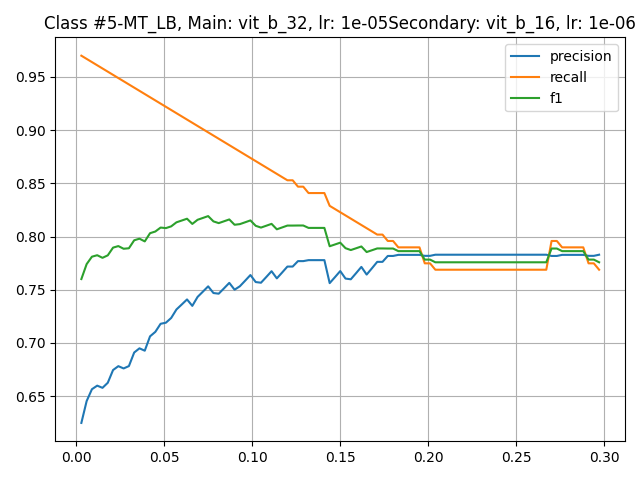 Class #5-MT_LB, Main: vit_b_32, lr: 1e-05Secondary: vit_b_16, lr: 1e-06
precision
recall
f1
0.95
0.90
0.85
0.80
0.75
0.70
0.65
0.00 0.05 0.10 0.15 0.20 0.25 0.30